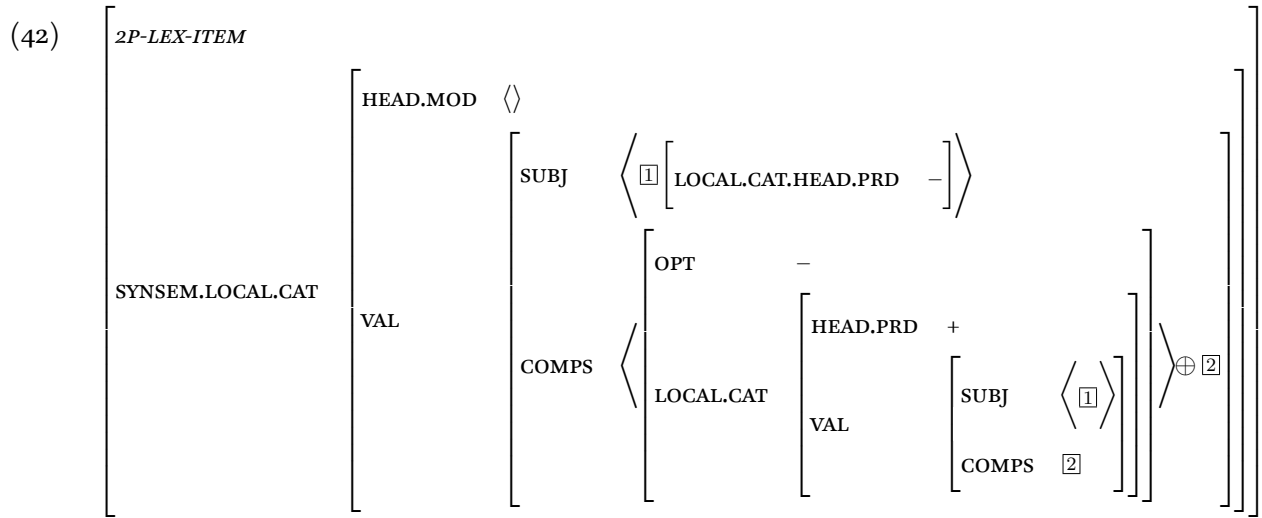 (42) 2P-LEX-ITEM
HEAD.MOD ⟨⟩
SUBJ ⟨ 1 [ LOCAL.CAT.HEAD.PRD − ] ⟩
OPT −
SYNSEM.LOCAL.CAT
HEAD.PRD +
VAL
COMPS ⟨ ⟩ ⊕ 2
SUBJ ⟨ 1 ⟩
LOCAL.CAT
VAL
COMPS 2